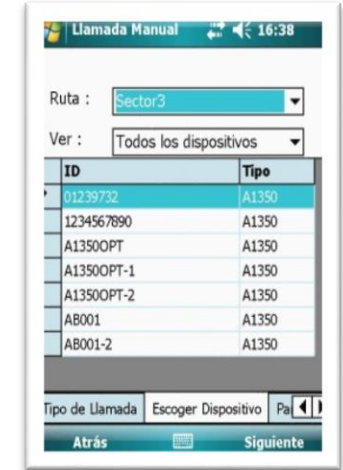 Llamada Manual 16:38
Ruta : Sector3
Ver : Todos los dispositivos
ID Tipo
01239732 A1350
1234567890 A1350
A1350OPT A1350
A1350OPT-1 A1350
A1350OPT-2 A1350
AB001 A1350
AB001-2 A1350
Tipo de Llamada Escoger Dispositivo Pa
Atrás Siguiente